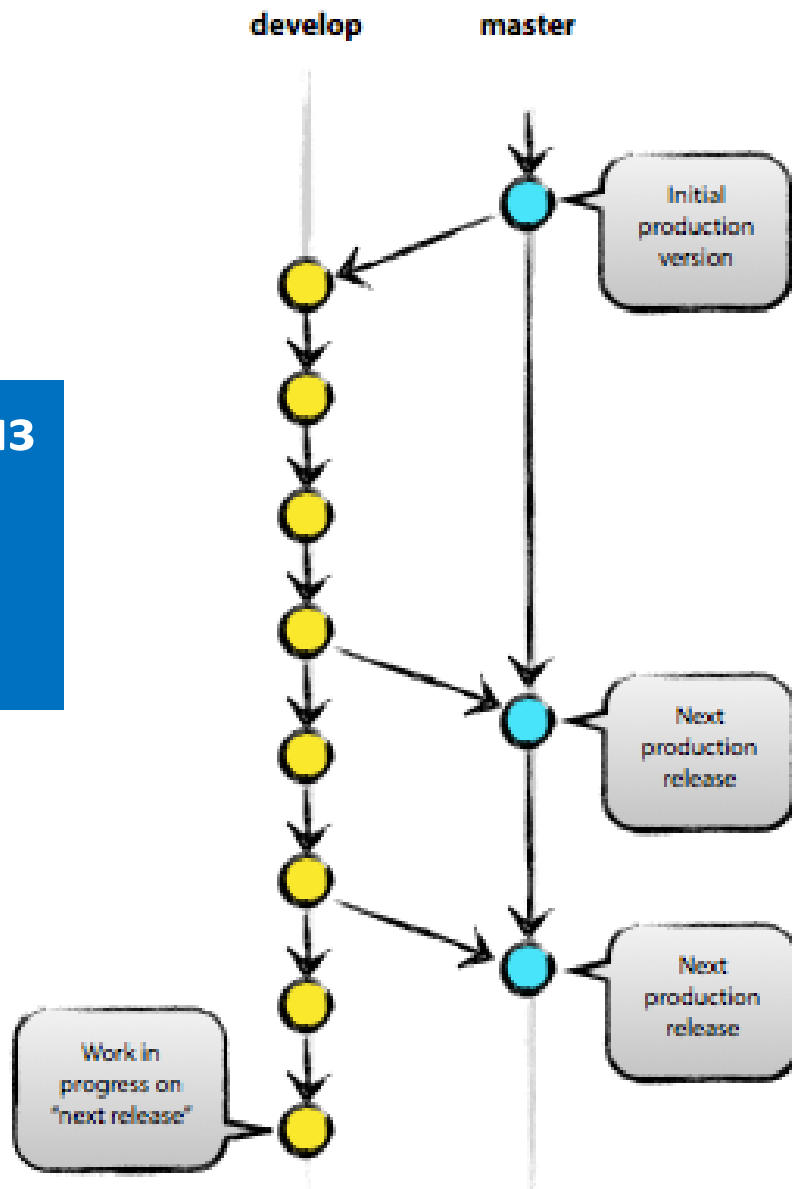 develop
master
Initial
production
version
13
Next
production
release
Next
production
release
Work in
progress on
"next release"